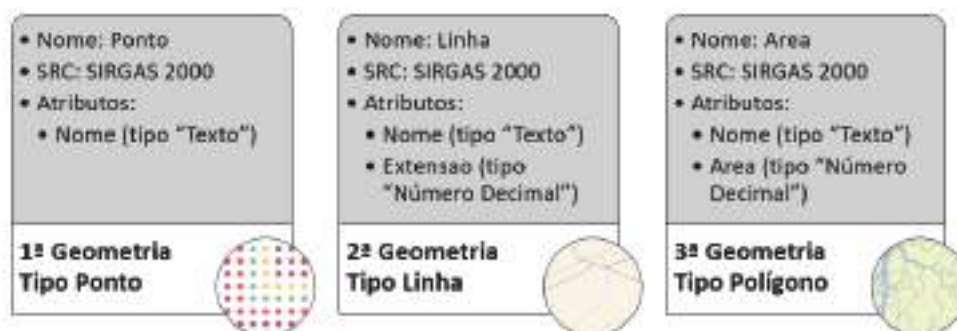 • Nome: Ponto
• SRC: SIRGAS 2000
• Atributos:
• Nome (tipo “Texto”)
1ª Geometria
Tipo Ponto
• Nome: Linha
• SRC: SIRGAS 2000
• Atributos:
• Nome (tipo “Texto”)
• Extensao (tipo
“Número Decimal”)
2ª Geometria
Tipo Linha
• Nome: Area
• SRC: SIRGAS 2000
• Atributos:
• Nome (tipo “Texto”)
• Area (tipo “Número
Decimal”)
3ª Geometria
Tipo Polígono